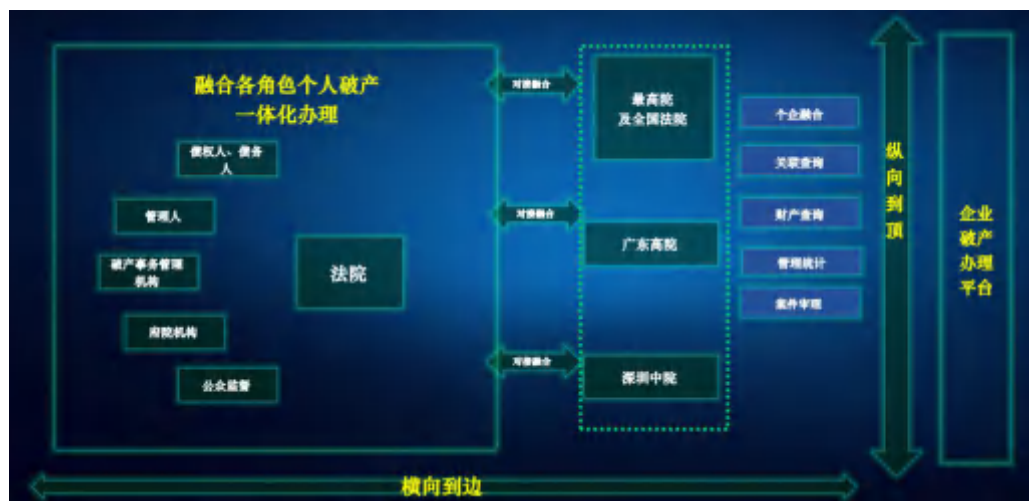 融合各角色个人破产
一体化办理
债权人、债务
人
管理人
破产事务管理
机构
府院机构
公众监督
法院
对接融合
对接融合
对接融合
最高院
及全国法院
广东高院
深圳中院
个企融合
关联查询
财产查询
管理统计
案件审理
纵
向
到
顶
企业
破产
办理
平台
横向到边